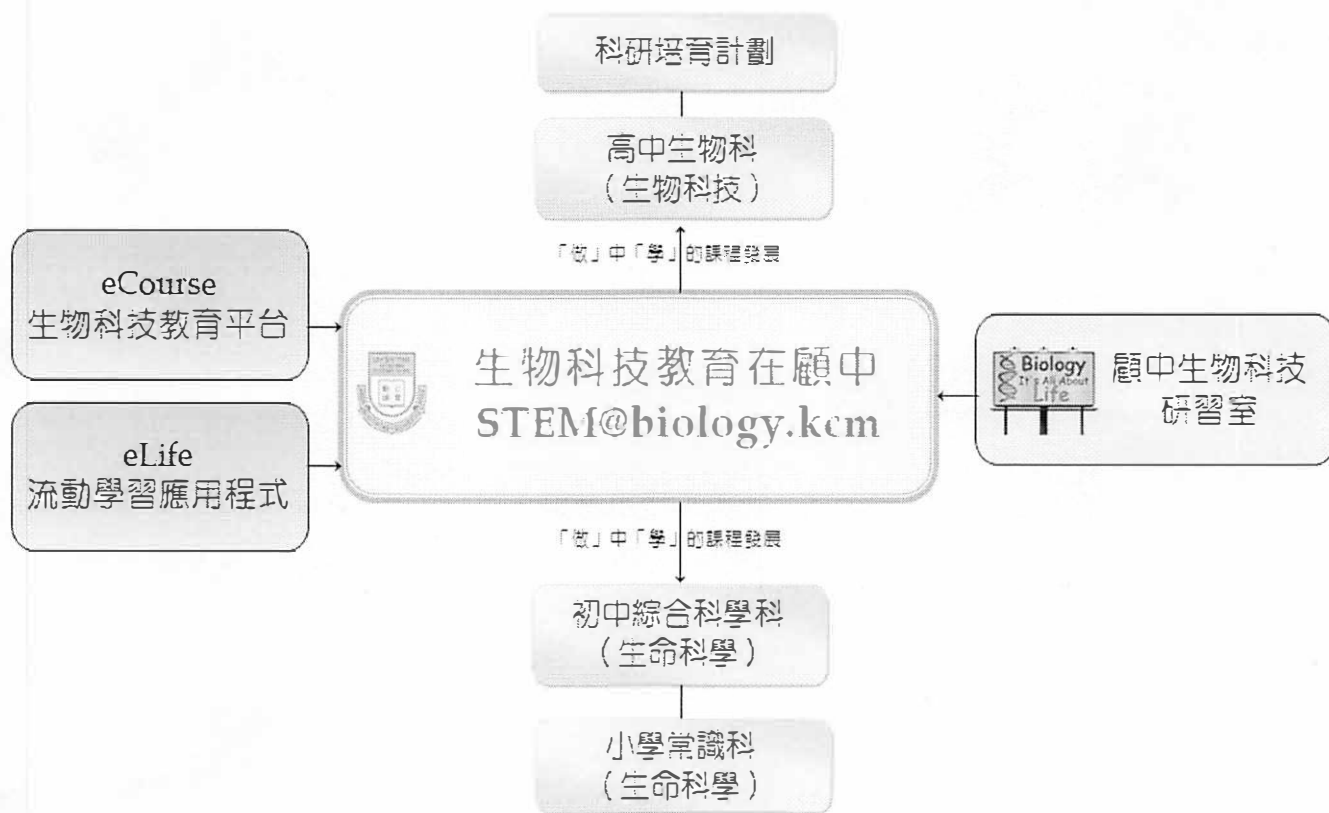 科研培育計劃
高中生物科
(生物科技)
「做」中「學」的課程發展
eCourse
生物科技教育平台
生物科技教育在顧中
STEM@biology.kcm
eLife
流動學習應用程式
Biology
It's All About
Life
顧中生物科技
研習室
「做」中「學」的課程發展
初中綜合科學科
(生命科學)
小學常識科
(生命科學)